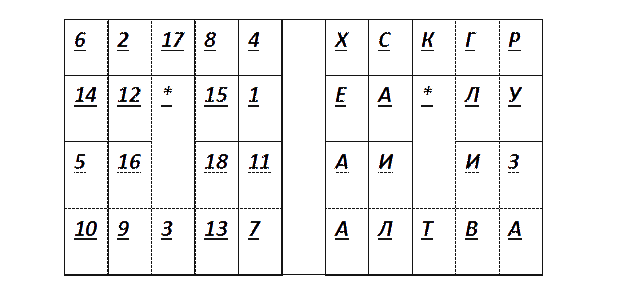 6 2 17 8 4 Х С К Г Р
14 12 * 15 1 Е А * Л У
5 16 18 11 А И И З
10 9 3 13 7 А Л Т В А